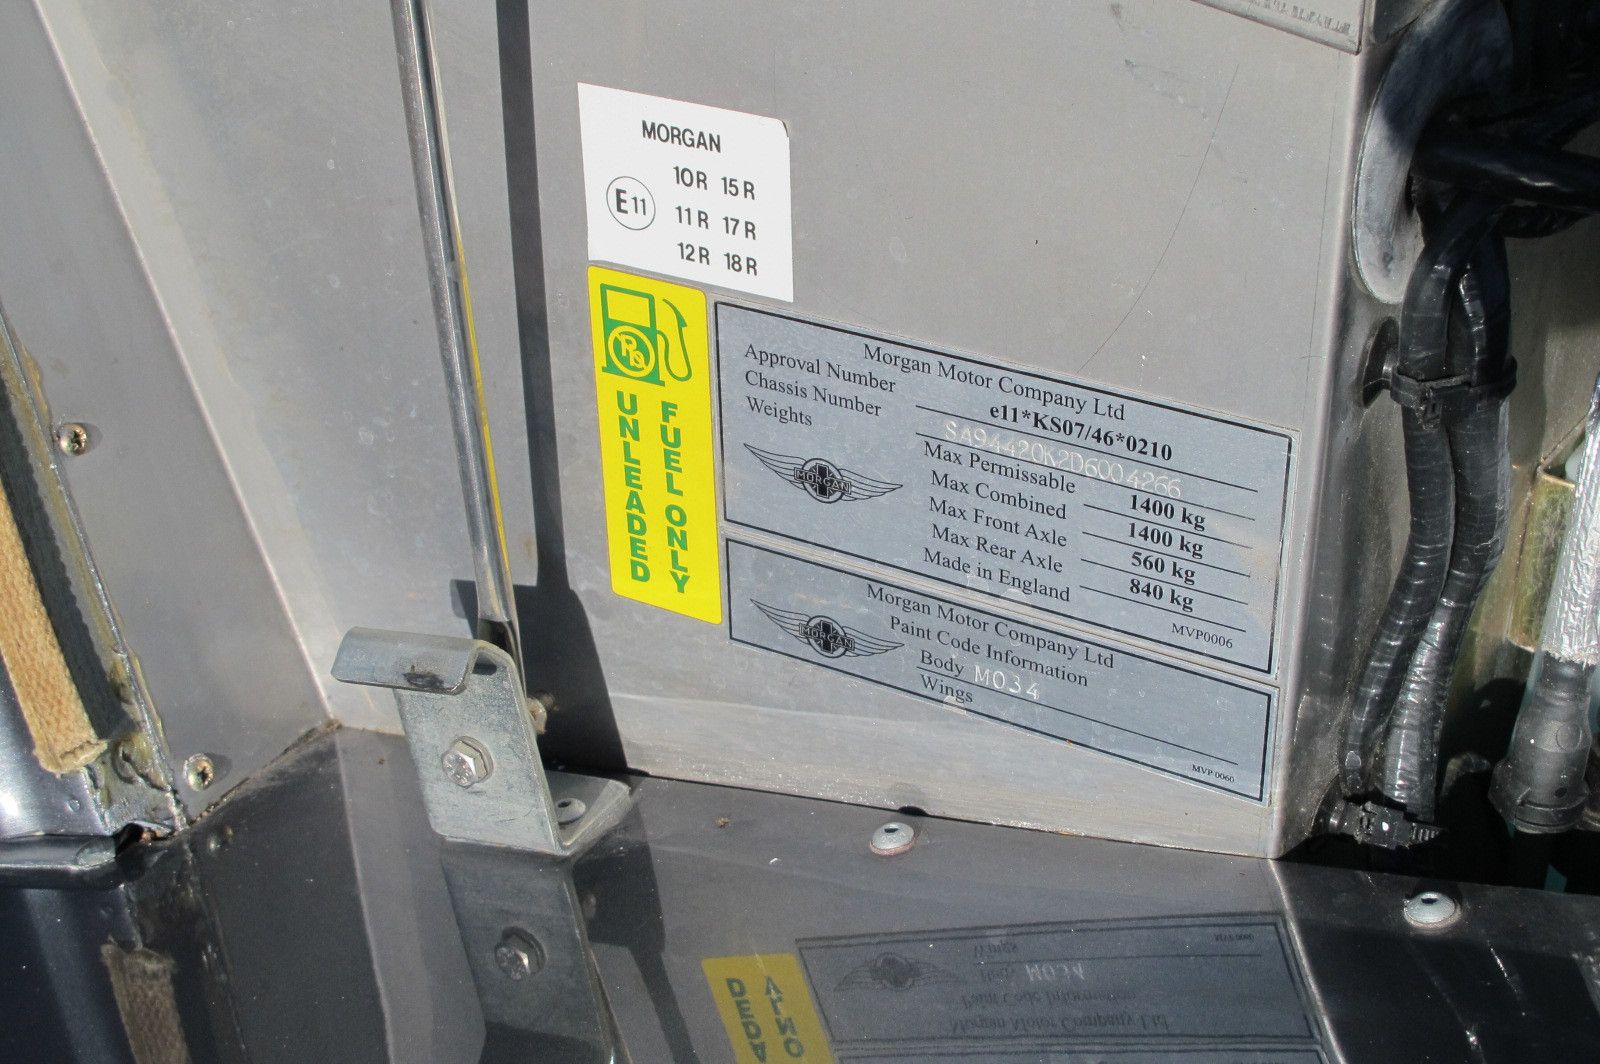 MORGAN
10R 15R
E11
11R 17R
12R 18R
UNLEADED
FUEL ONLY
Morgan Motor Company Ltd
Approval Number e11*KS07/46*0210
Chassis Number SA94420K2D6004266
Weights
Max Permissable 1400 kg
Max Combined 1400 kg
Max Front Axle 560 kg
Max Rear Axle 840 kg
Made in England
MVP0006
MORGAN
Morgan Motor Company Ltd
Paint Code Information
Body M034
Wings
MVP 0060
MORGAN